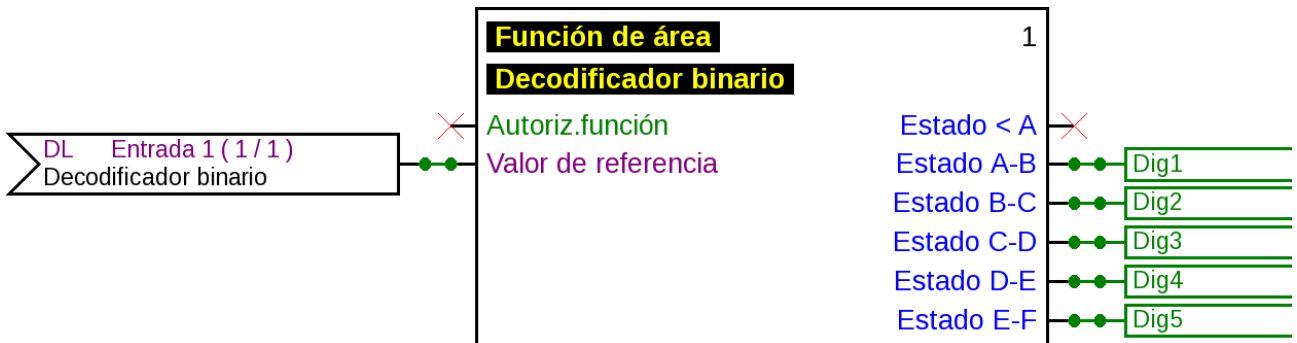 Función de área 1
Decodificador binario
Autoriz.función Estado < A
DL Entrada 1 ( 1 / 1 )
Decodificador binario
Valor de referencia Estado A-B Dig1
Estado B-C Dig2
Estado C-D Dig3
Estado D-E Dig4
Estado E-F Dig5